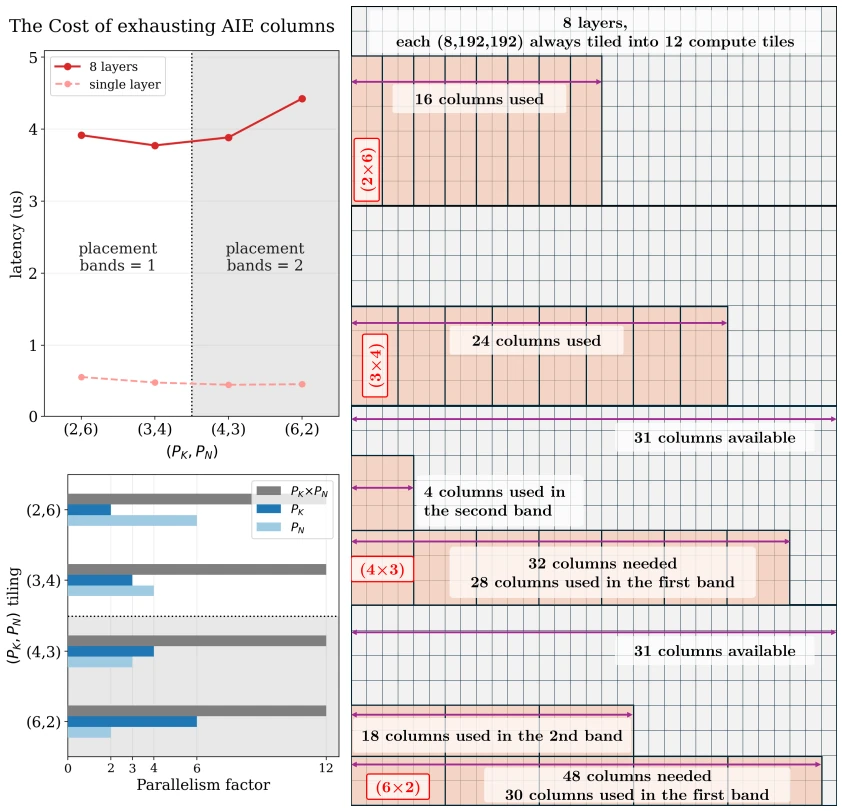 The Cost of exhausting AIE columns
5
4
3
2
1
0
latency (us)
8 layers
single layer
placement
bands = 1
placement
bands = 2
(2,6)
(3,4)
(4,3)
(6,2)
(P_K, P_N)
P_K×P_N
P_K
P_N
(2,6)
(3,4)
(4,3)
(6,2)
(P_K, P_N) tiling
0
2
3
4
6
12
Parallelism factor
8 layers,
each (8,192,192) always tiled into 12 compute tiles
16 columns used
(2×6)
24 columns used
(3×4)
31 columns available
4 columns used in
the second band
(4×3)
32 columns needed
28 columns used in the first band
31 columns available
18 columns used in the 2nd band
(6×2)
48 columns needed
30 columns used in the first band